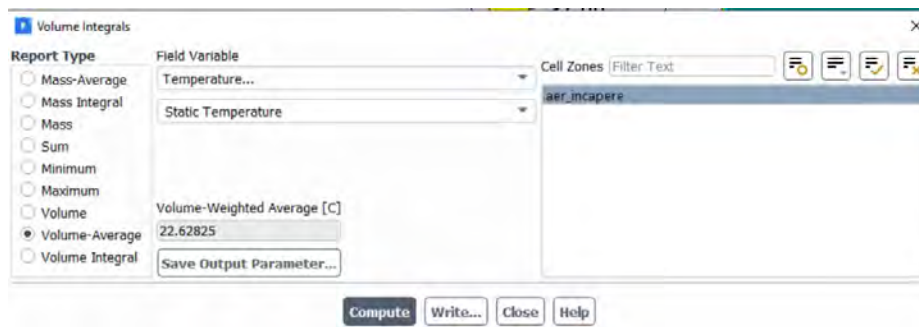 Volume Integrals
Report Type
Mass-Average
Mass Integral
Mass
Sum
Minimum
Maximum
Volume
Volume-Average
Volume Integral
Field Variable
Temperature...
Static Temperature
Volume-Weighted Average [C]
22.62825
Save Output Parameter...
Cell Zones Filter Text
aer_incapere
Compute Write... Close Help